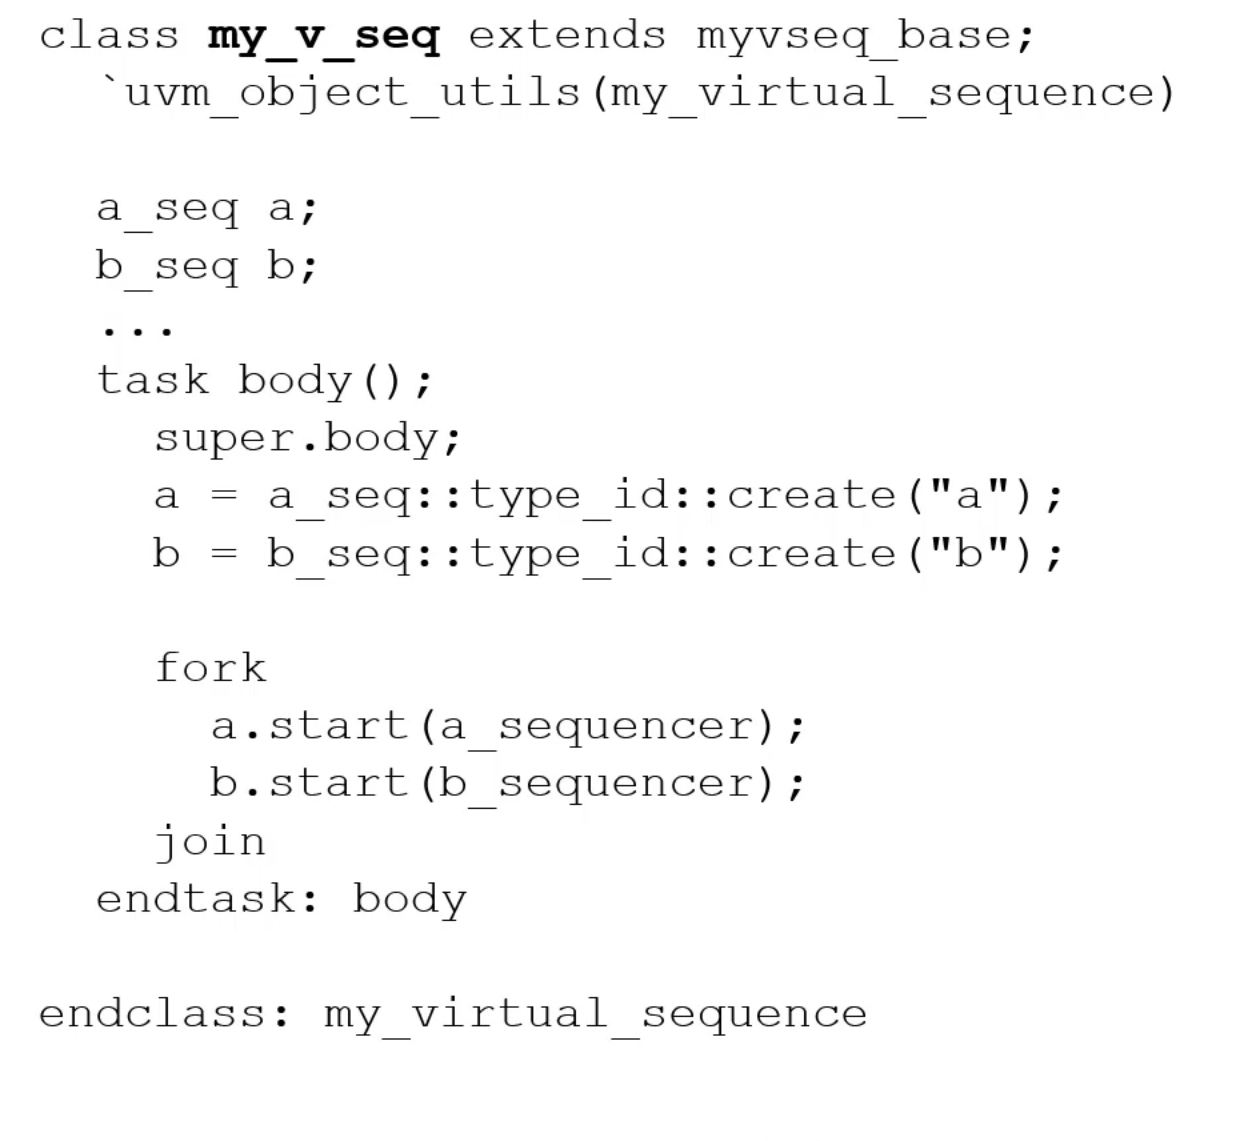 class my_v_seq extends myvseq_base;
`uvm_object_utils(my_virtual_sequence)
a_seq a;
b_seq b;
...
task body();
super.body;
a = a_seq::type_id::create("a");
b = b_seq::type_id::create("b");
fork
a.start(a_sequencer);
b.start(b_sequencer);
join
endtask: body
endclass: my_virtual_sequence